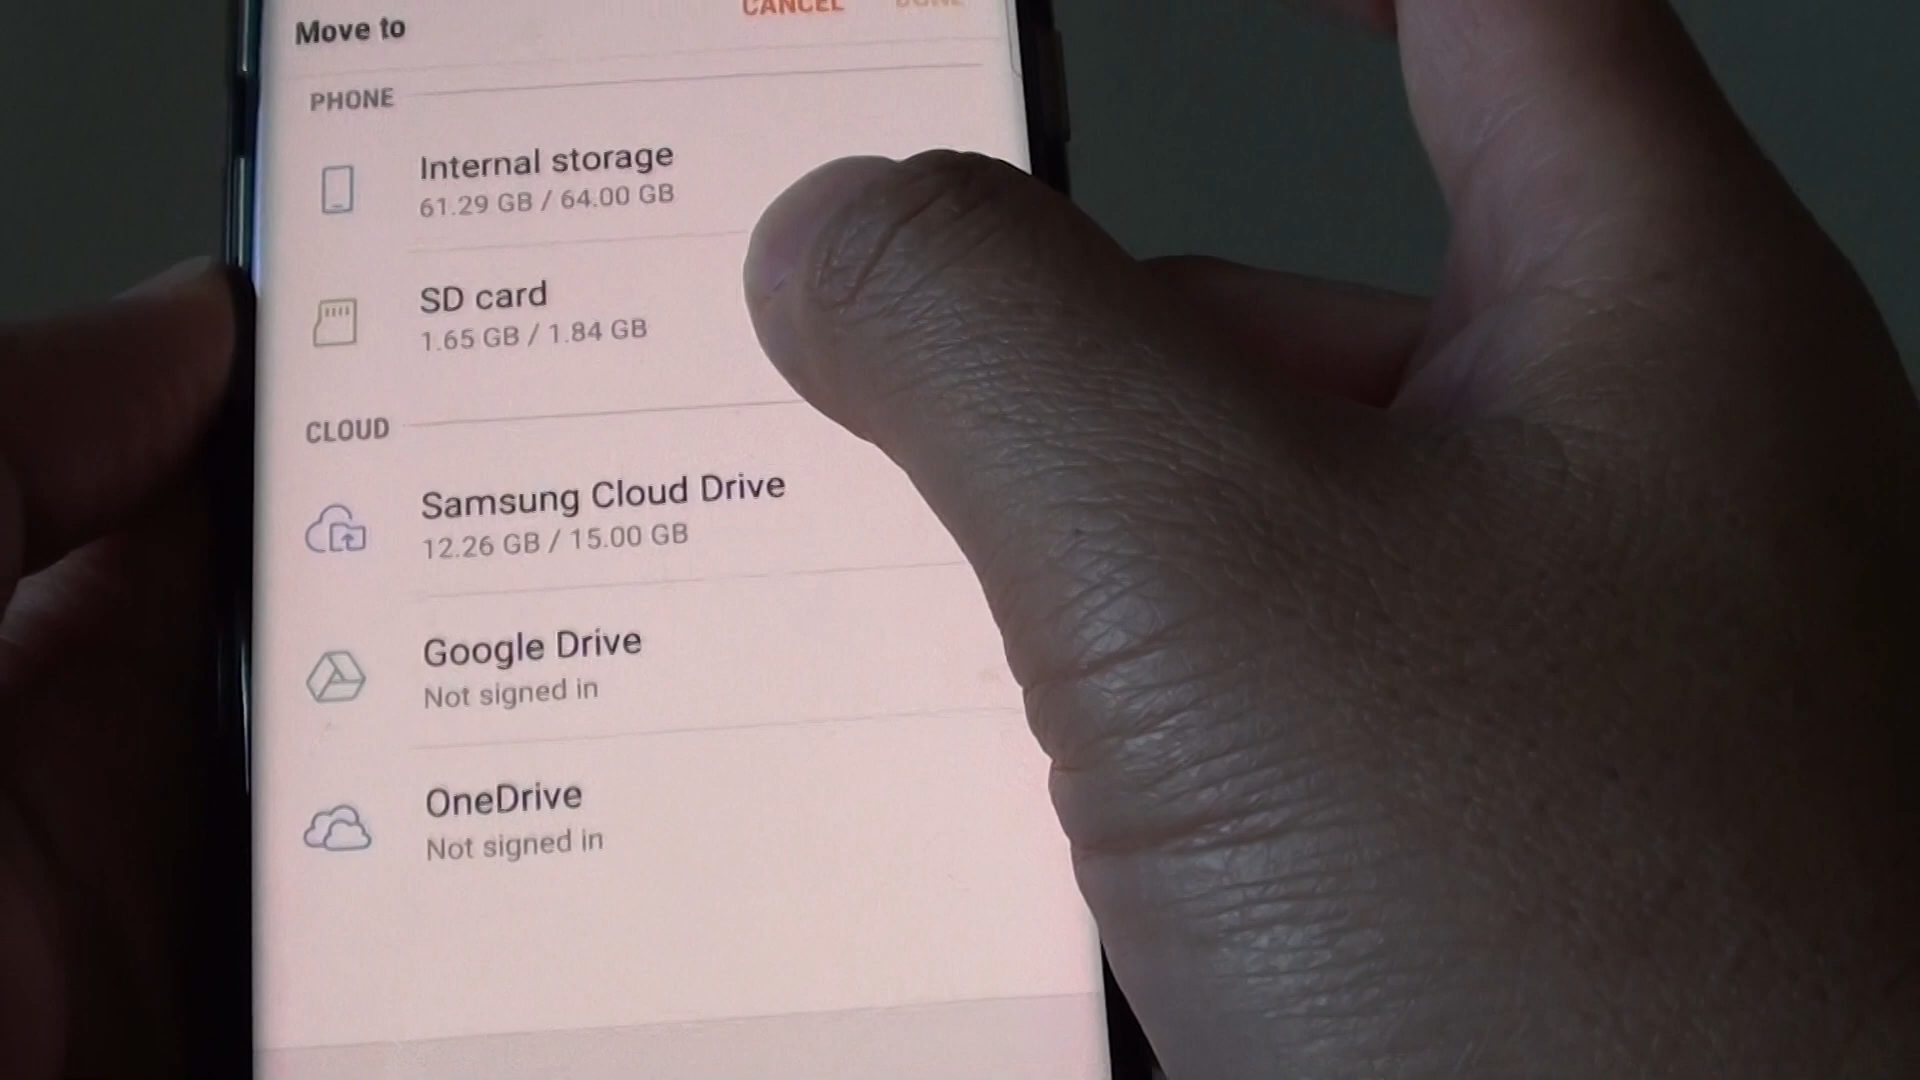 CANCEL DONE
Move to
PHONE
Internal storage
61.29 GB / 64.00 GB
SD card
1.65 GB / 1.84 GB
CLOUD
Samsung Cloud Drive
12.26 GB / 15.00 GB
Google Drive
Not signed in
OneDrive
Not signed in